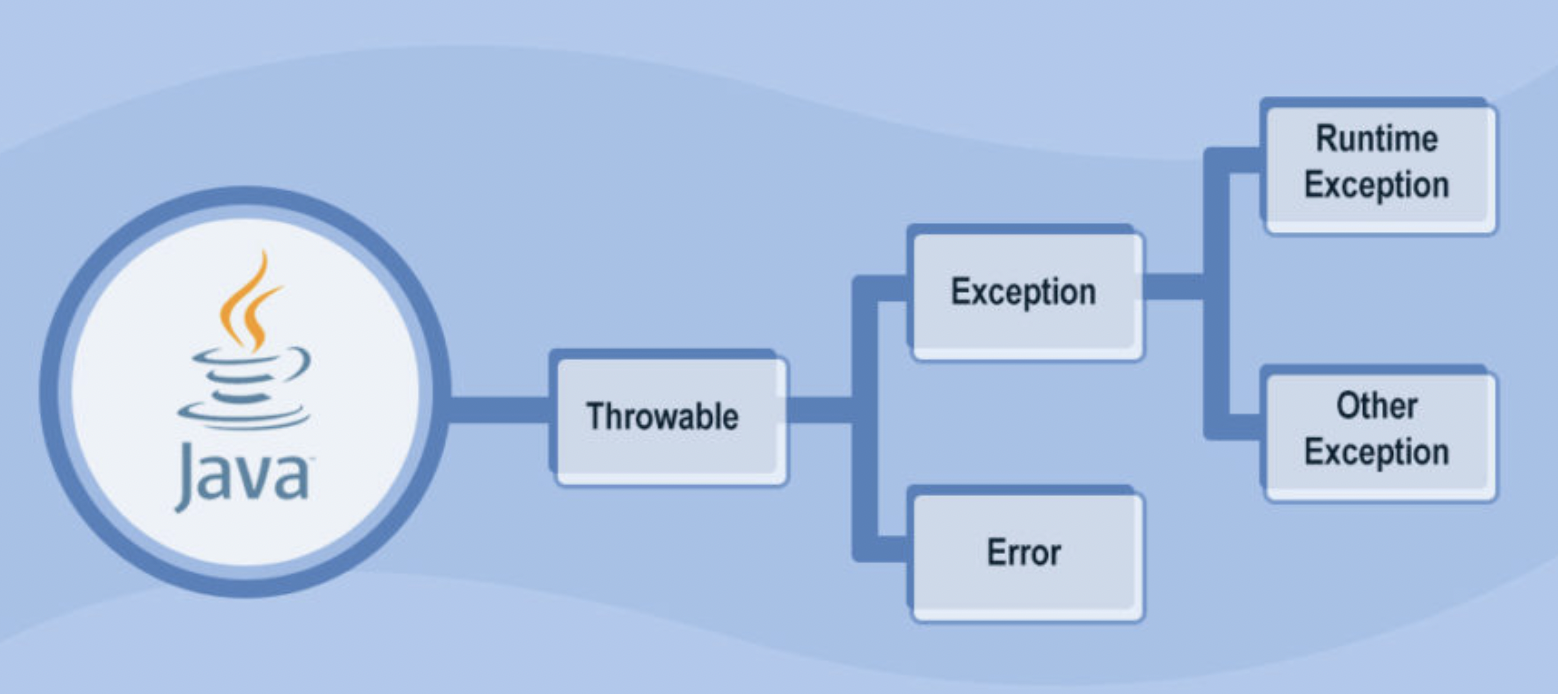 Java
Throwable
Exception
Error
Runtime
Exception
Other
Exception